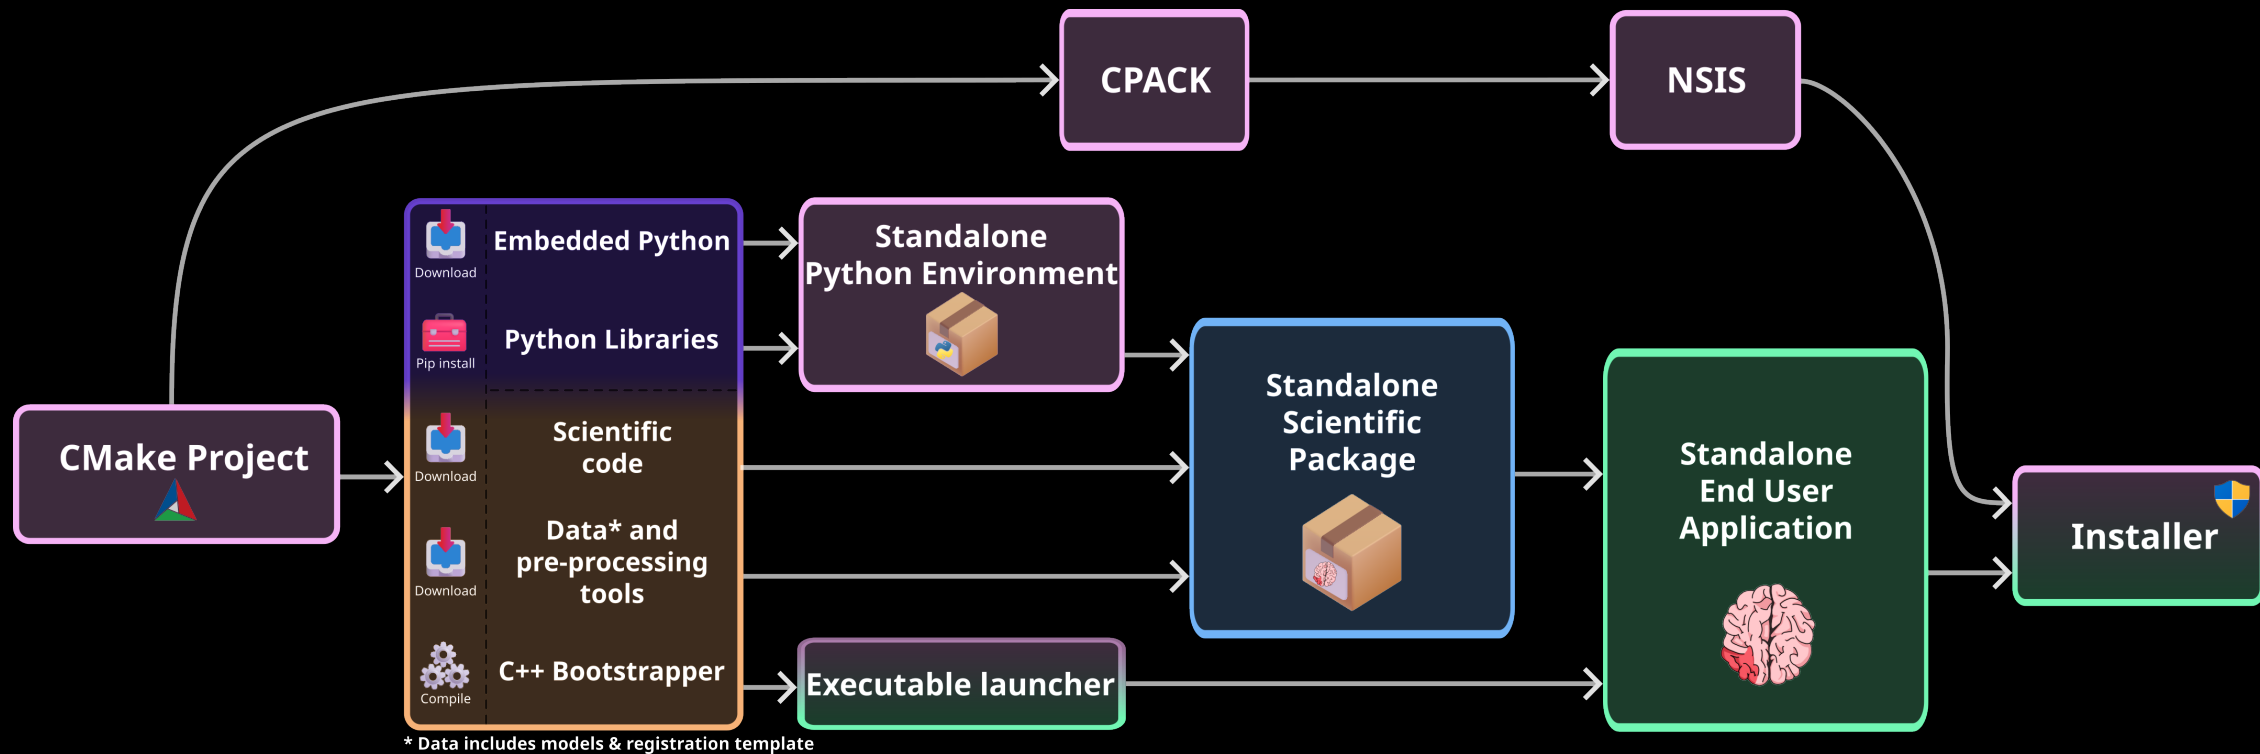 CPACK
NSIS
CMake Project
Download
Embedded Python
Pip install
Python Libraries
Download
Scientific
code
Download
Data* and
pre-processing
tools
Compile
C++ Bootstrapper
* Data includes models & registration template
Standalone
Python Environment
Executable launcher
Standalone
Scientific
Package
Standalone
End User
Application
Installer